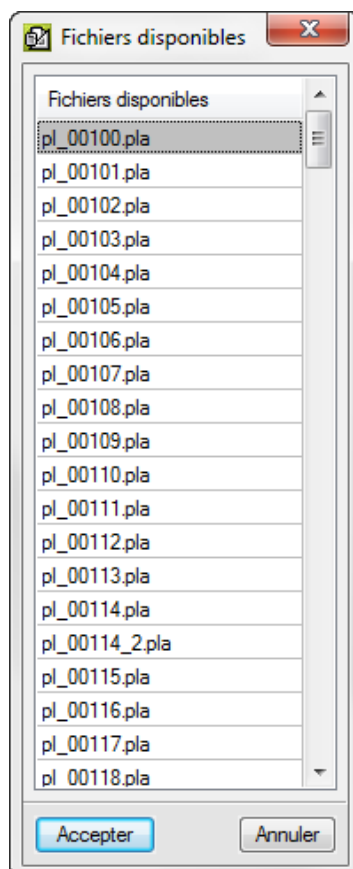 Fichiers disponibles
Fichiers disponibles
pl_00100.pla
pl_00101.pla
pl_00102.pla
pl_00103.pla
pl_00104.pla
pl_00105.pla
pl_00106.pla
pl_00107.pla
pl_00108.pla
pl_00109.pla
pl_00110.pla
pl_00111.pla
pl_00112.pla
pl_00113.pla
pl_00114.pla
pl_00114_2.pla
pl_00115.pla
pl_00116.pla
pl_00117.pla
pl_00118.pla
Accepter Annuler